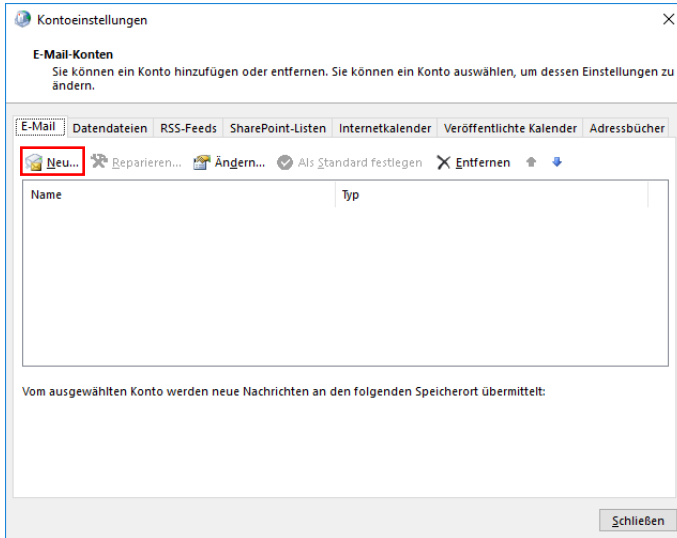 Kontoeinstellungen
E-Mail-Konten
Sie können ein Konto hinzufügen oder entfernen. Sie können ein Konto auswählen, um dessen Einstellungen zu
ändern.
E-Mail Datendateien RSS-Feeds SharePoint-Listen Internetkalender Veröffentlichte Kalender Adressbücher
Neu... Reparieren... Ändern... Als Standard festlegen Entfernen
Name Typ
Vom ausgewählten Konto werden neue Nachrichten an den folgenden Speicherort übermittelt:
Schließen